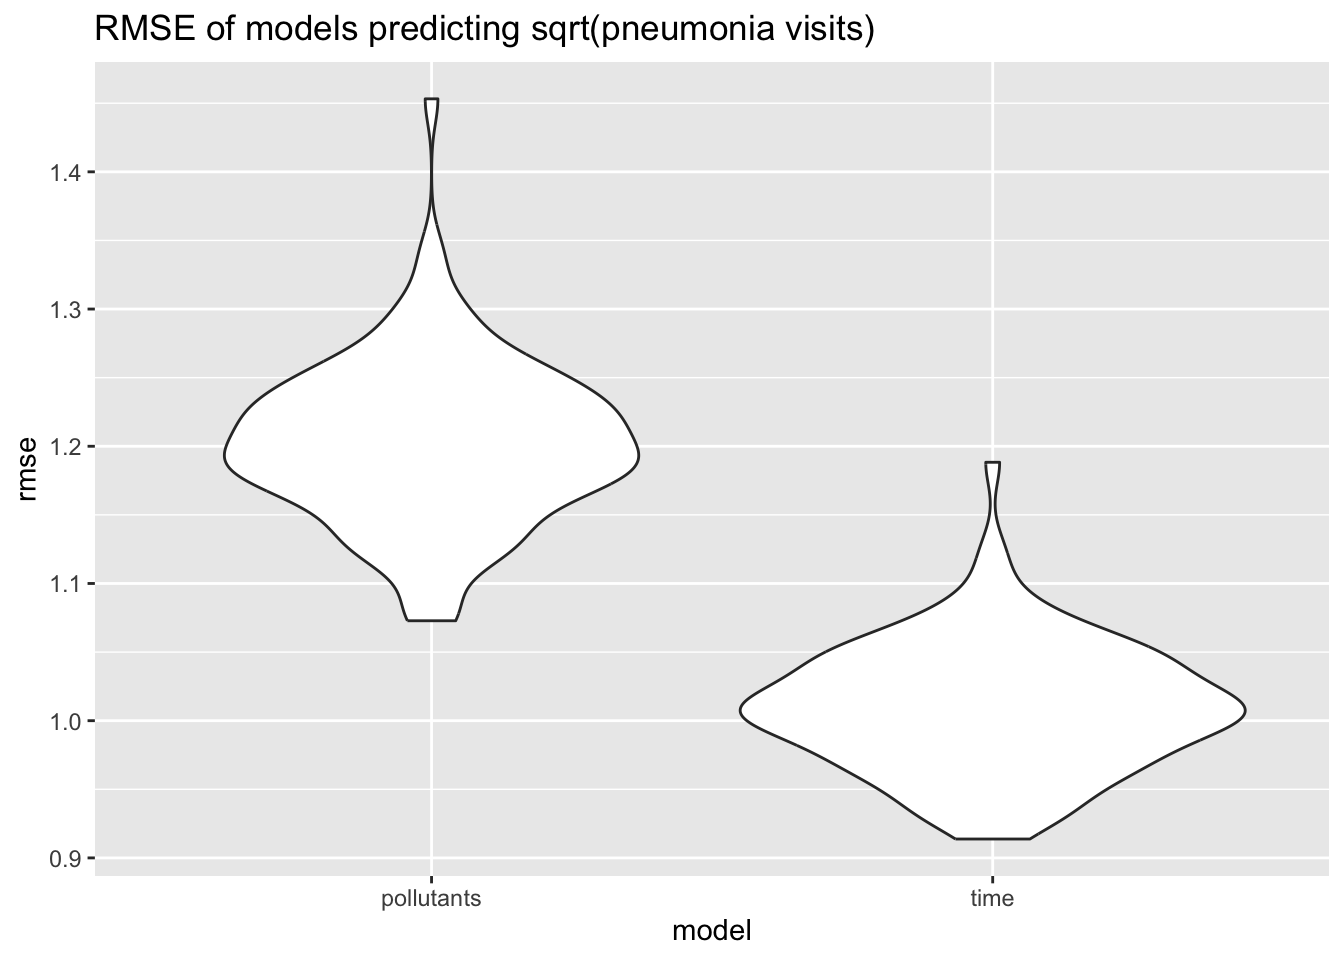 RMSE of models predicting sqrt(pneumonia visits)
rmse
1.4
1.3
1.2
1.1
1.0
0.9
pollutants
time
model